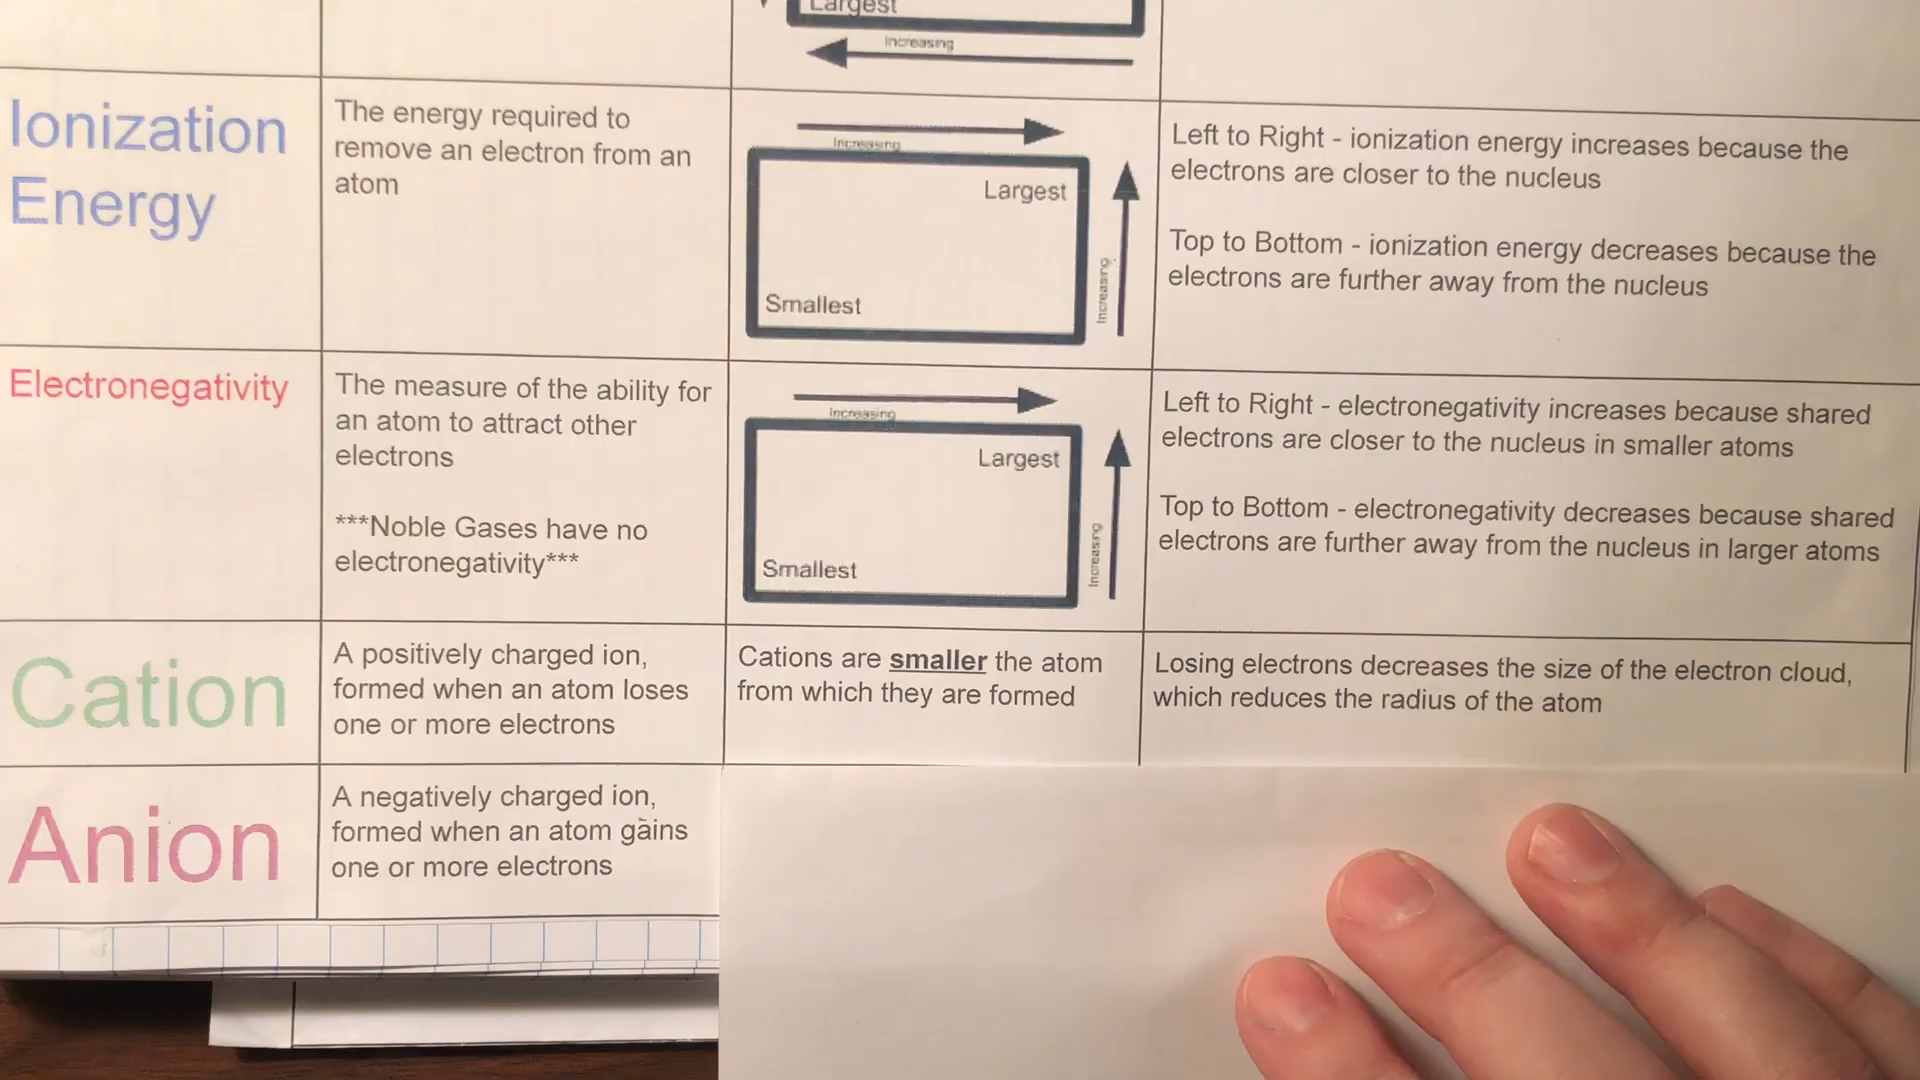 Largest
Increasing
Ionization
Energy
The energy required to
remove an electron from an
atom
Increasing
Largest
Smallest
Increasing
Left to Right - ionization energy increases because the
electrons are closer to the nucleus
Top to Bottom - ionization energy decreases because the
electrons are further away from the nucleus
Electronegativity
The measure of the ability for
an atom to attract other
electrons
***Noble Gases have no
electronegativity***
Increasing
Largest
Smallest
Increasing
Left to Right - electronegativity increases because shared
electrons are closer to the nucleus in smaller atoms
Top to Bottom - electronegativity decreases because shared
electrons are further away from the nucleus in larger atoms
Cation
A positively charged ion,
formed when an atom loses
one or more electrons
Cations are smaller the atom
from which they are formed
Losing electrons decreases the size of the electron cloud,
which reduces the radius of the atom
Anion
A negatively charged ion,
formed when an atom gains
one or more electrons